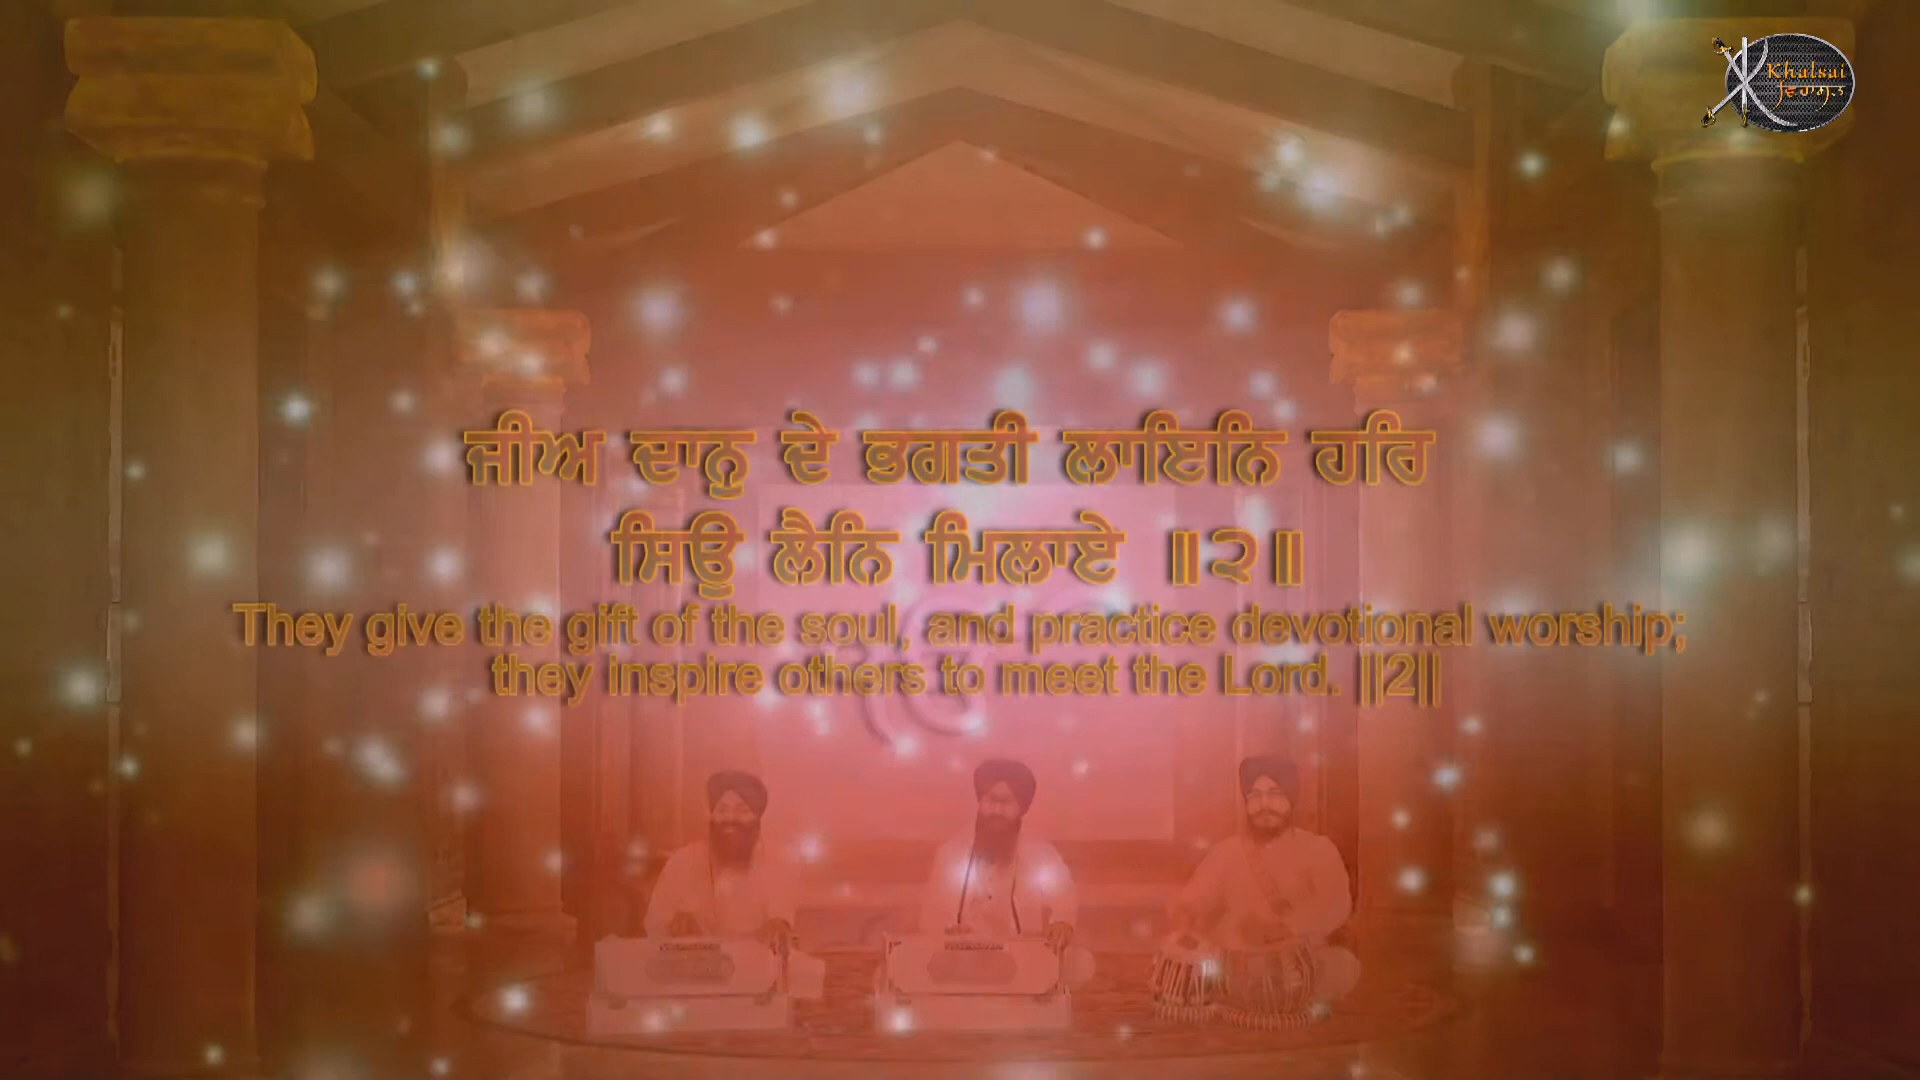 Khalsai
ਵਿਰਾਸਤ
ਜੀਅ ਦਾਨੁ ਦੇ ਭਗਤੀ ਲਾਇਨਿ ਹਰਿ
ਸਿਉ ਲੈਨਿ ਮਿਲਾਏ ॥੨॥
They give the gift of the soul, and practice devotional worship;
they inspire others to meet the Lord. ||2||